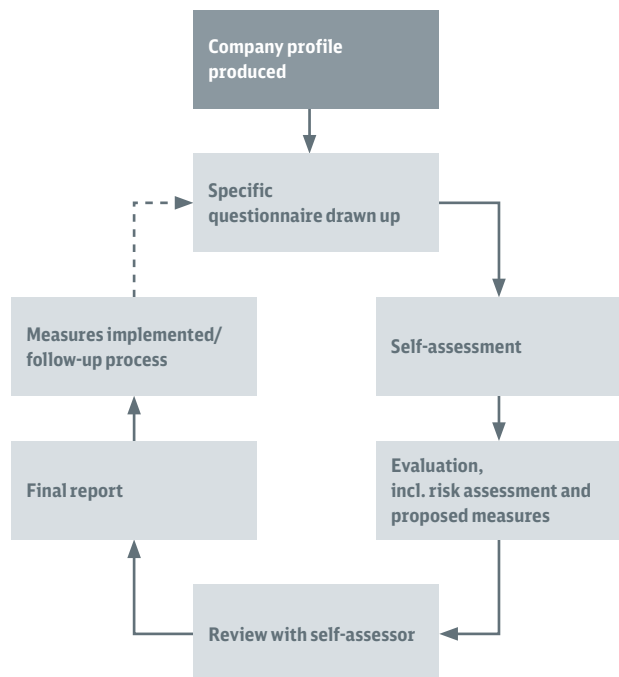 Company profile
produced
Specific
questionnaire drawn up
Measures implemented/
follow-up process
Self-assessment
Final report
Evaluation,
incl. risk assessment and
proposed measures
Review with self-assessor